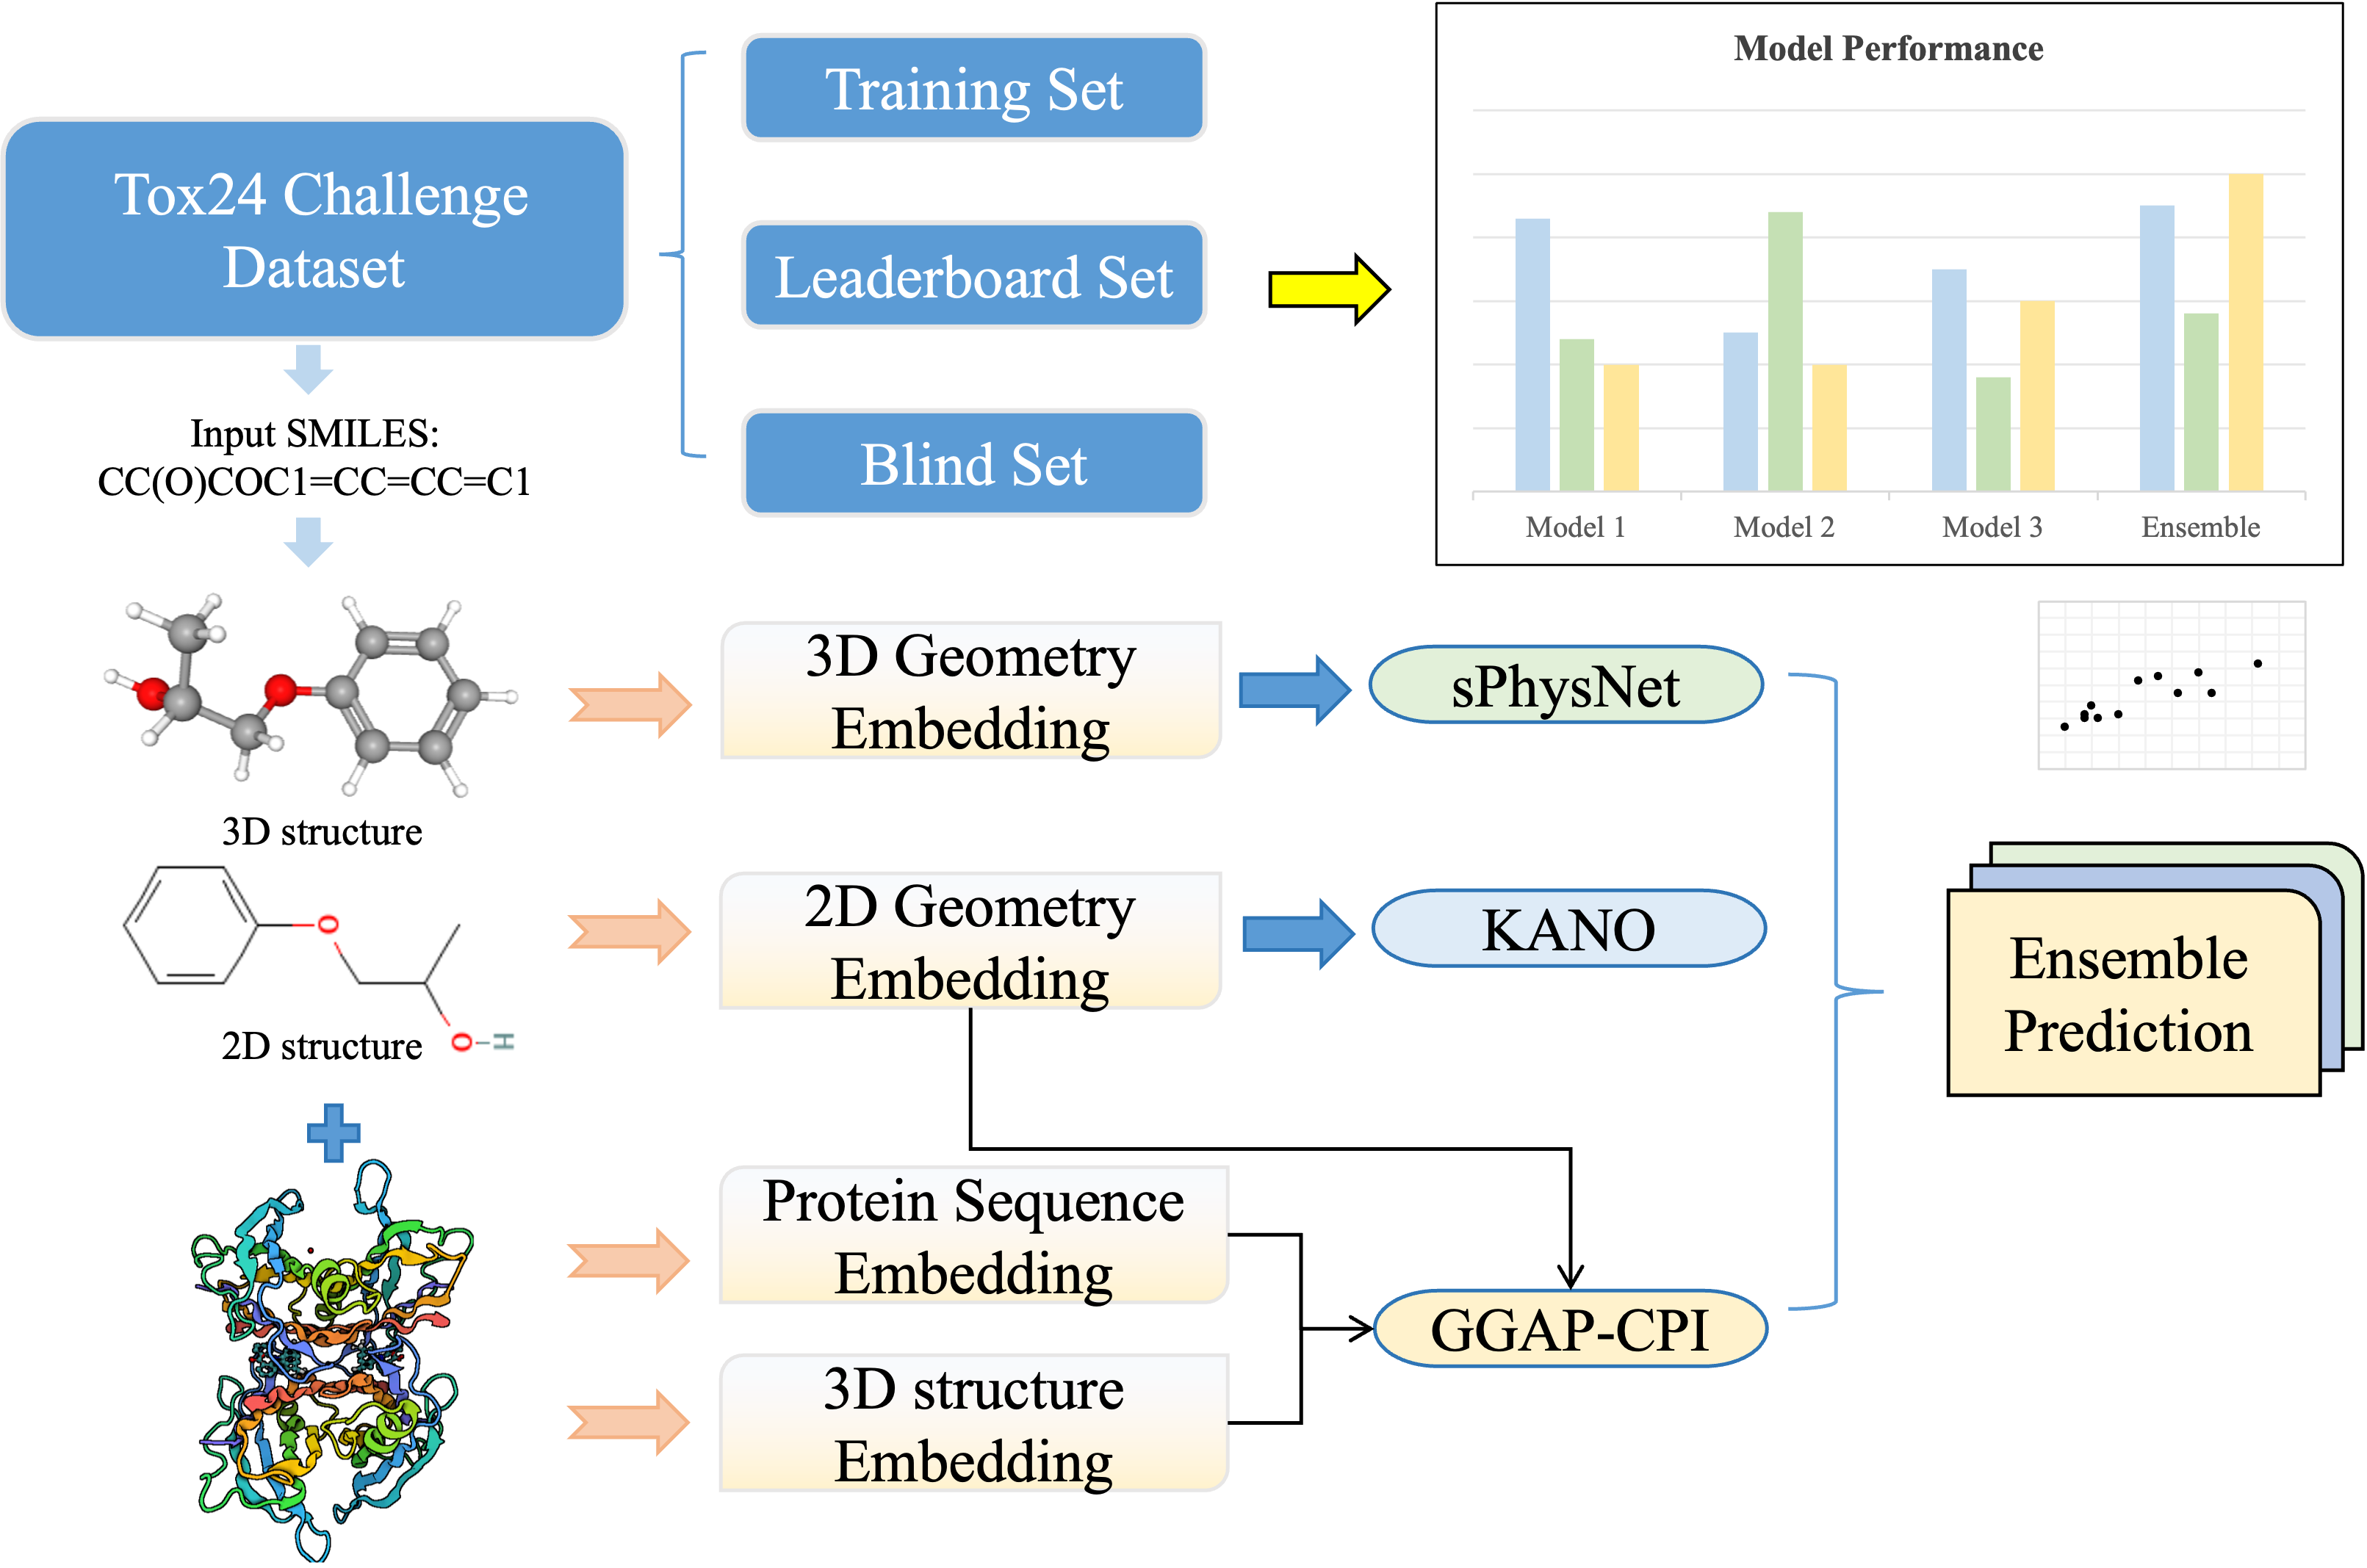 Tox24 Challenge
Dataset
Training Set
Leaderboard Set
Blind Set
Model Performance
Model 1
Model 2
Model 3
Ensemble
Input SMILES:
CC(O)COC1=CC=CC=C1
3D structure
3D Geometry
Embedding
sPhysNet
O
O
H
2D structure
2D Geometry
Embedding
KANO
Ensemble
Prediction
Protein Sequence
Embedding
3D structure
Embedding
GGAP-CPI